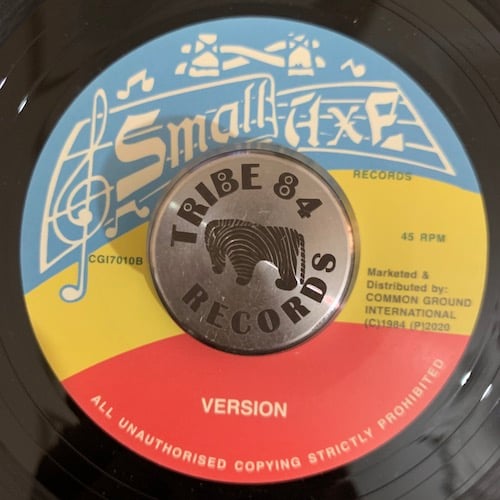 Small Axe
RECORDS
CGI7010B
45 RPM
TRIBE 84
RECORDS
Marketed &
Distributed by:
COMMON GROUND
INTERNATIONAL
(C)1984 (P)2020
VERSION
ALL UNAUTHORISED COPYING STRICTLY PROHIBITED